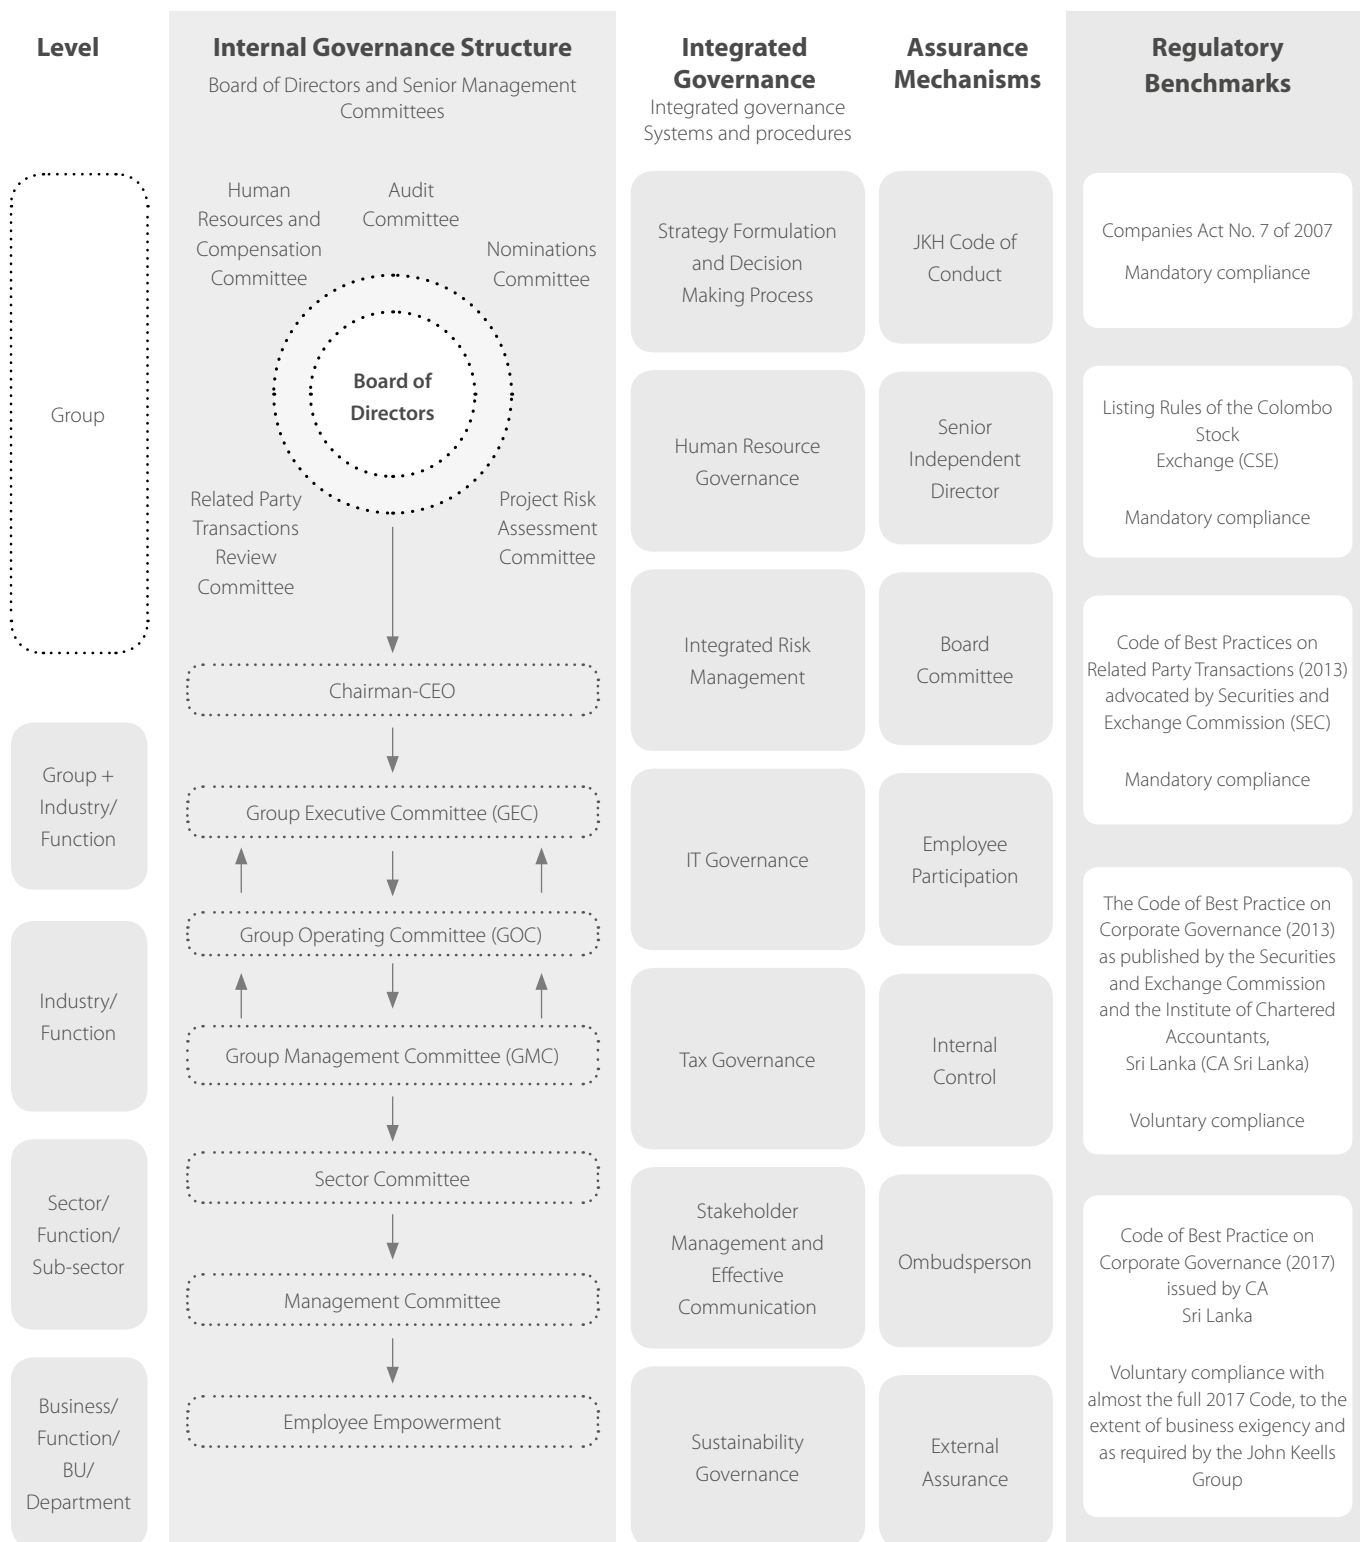 Level
Internal Governance Structure
Board of Directors and Senior Management
Committees
Integrated
Governance
Integrated governance
Systems and procedures
Assurance
Mechanisms
Regulatory
Benchmarks
Group
Group +
Industry/
Function
Industry/
Function
Sector/
Function/
Sub-sector
Business/
Function/
BU/
Department
Human
Resources and
Compensation
Committee
Audit
Committee
Nominations
Committee
Board of
Directors
Related Party
Transactions
Review
Committee
Project Risk
Assessment
Committee
Chairman-CEO
Group Executive Committee (GEC)
Group Operating Committee (GOC)
Group Management Committee (GMC)
Sector Committee
Management Committee
Employee Empowerment
Strategy Formulation
and Decision
Making Process
Human Resource
Governance
Integrated Risk
Management
IT Governance
Tax Governance
Stakeholder
Management and
Effective
Communication
Sustainability
Governance
JKH Code of
Conduct
Senior
Independent
Director
Board
Committee
Employee
Participation
Internal
Control
Ombudsperson
External
Assurance
Companies Act No. 7 of 2007
Mandatory compliance
Listing Rules of the Colombo
Stock
Exchange (CSE)
Mandatory compliance
Code of Best Practices on
Related Party Transactions (2013)
advocated by Securities and
Exchange Commission (SEC)
Mandatory compliance
The Code of Best Practice on
Corporate Governance (2013)
as published by the Securities
and Exchange Commission
and the Institute of Chartered
Accountants,
Sri Lanka (CA Sri Lanka)
Voluntary compliance
Code of Best Practice on
Corporate Governance (2017)
issued by CA
Sri Lanka
Voluntary compliance with
almost the full 2017 Code, to the
extent of business exigency and
as required by the John Keells
Group